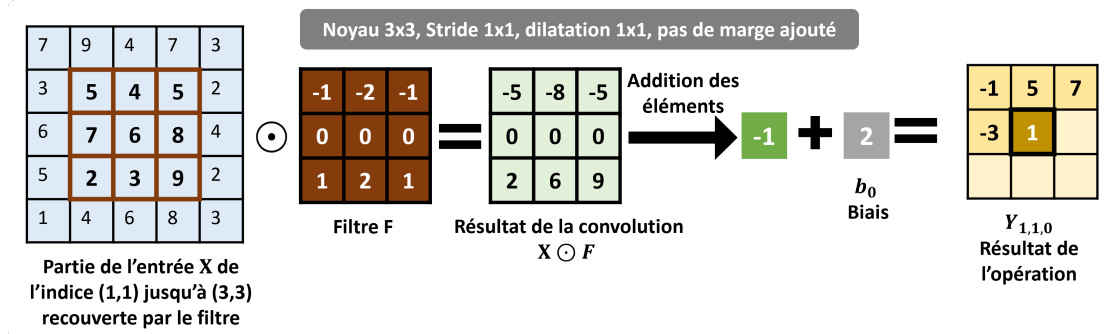 Noyau 3x3, Stride 1x1, dilatation 1x1, pas de marge ajouté
7 9 4 7 3
3 5 4 5 2
6 7 6 8 4
5 2 3 9 2
1 4 6 8 3
Partie de l'entrée X de
l'indice (1,1) jusqu'à (3,3)
recouverte par le filtre
⊙
-1 -2 -1
0 0 0
1 2 1
Filtre F
=
-5 -8 -5
0 0 0
2 6 9
Résultat de la convolution
X ⊙ F
Addition des
éléments
-1 + 2 =
b₀
Biais
-1 5 7
-3 1
Y₁,₁,₀
Résultat de
l'opération